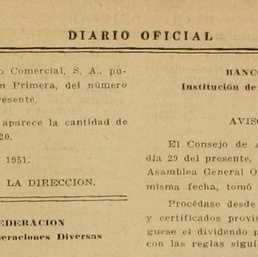 DIARIO OFICIAL
o Comercial, S. A., pu-
n Primera, del número
resente,
aparece la cantidad de
20.
1951.
LA DIRECCION.
FEDERACION
eraciones Diversas
BANC
Institución de
AVISO
El Consejo de A
día 29 del presente,
Asamblea General O
misma fecha, tomó
Procédase desde
y certificados provis
guese el dividendo p
con las reglas sigui